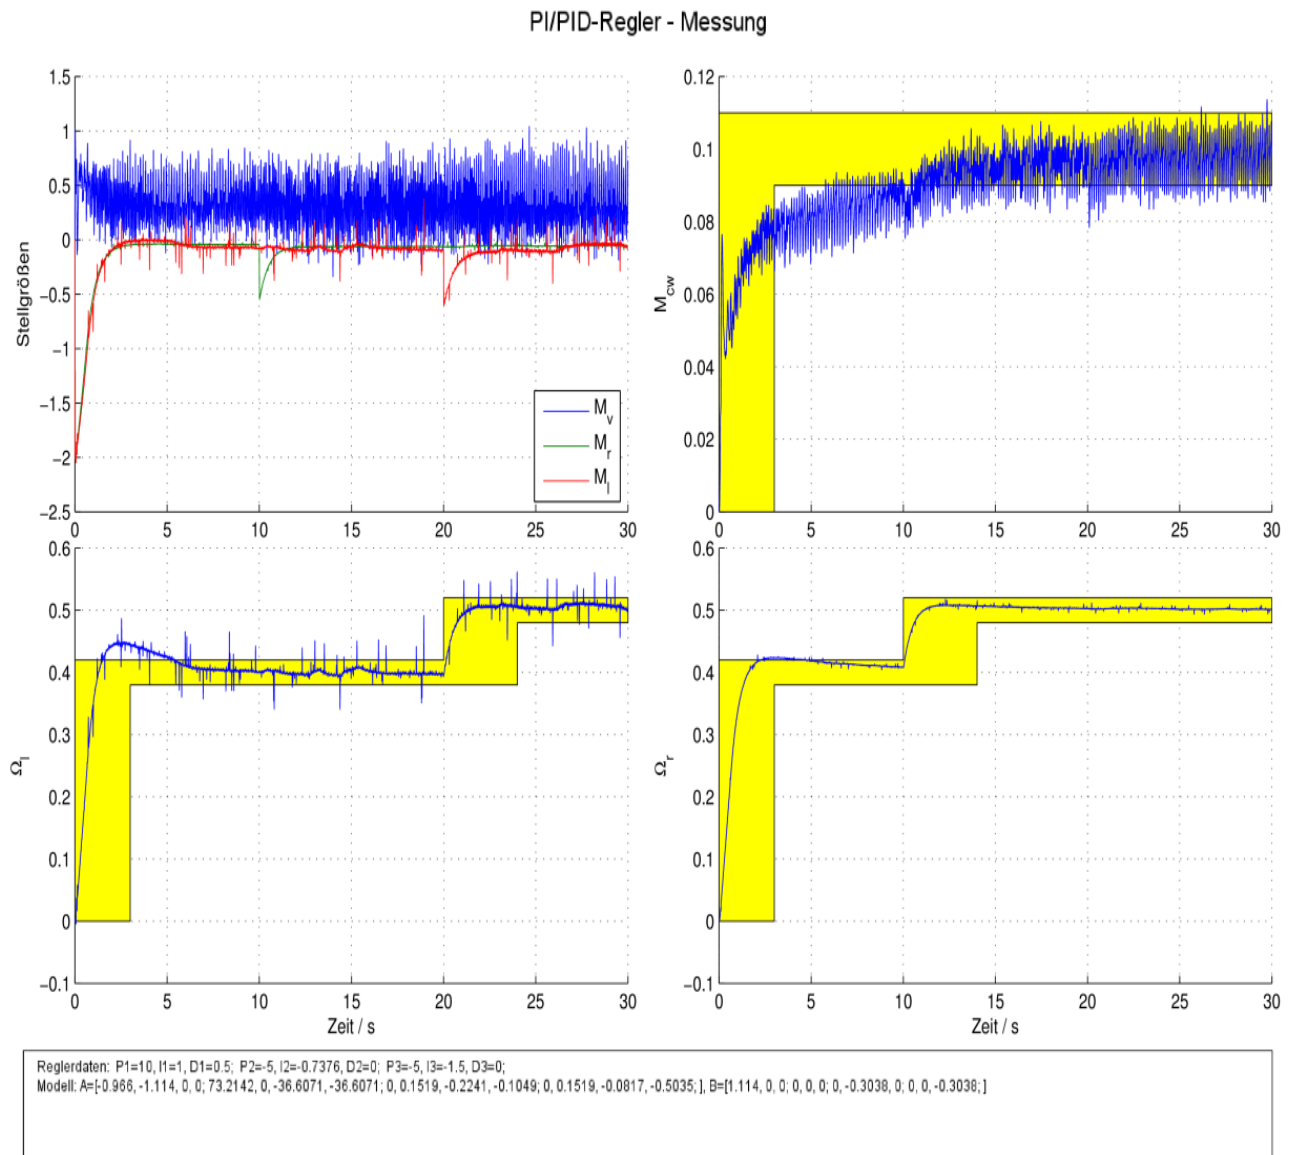 PI/PID-Regler - Messung
1.5
1
0.5
0
−0.5
−1
−1.5
−2
−2.5
Stellgrößen
0 5 10 15 20 25 30
M_v
M_r
M_l
0.12
0.1
0.08
0.06
0.04
0.02
0
M_cw
0 5 10 15 20 25 30
0.6
0.5
0.4
0.3
0.2
0.1
0
−0.1
Ω_l
0 5 10 15 20 25 30
Zeit / s
0.6
0.5
0.4
0.3
0.2
0.1
0
−0.1
Ω_r
0 5 10 15 20 25 30
Zeit / s
Reglerdaten: P1=10, I1=1, D1=0.5; P2=-5, I2=-0.7376, D2=0; P3=-5, I3=-1.5, D3=0;
Modell: A=[-0.966, -1.114, 0, 0; 73.2142, 0, -36.6071, -36.6071; 0, 0.1519, -0.2241, -0.1049; 0, 0.1519, -0.0817, -0.5035; ], B=[1.114, 0, 0; 0, 0, 0; 0, -0.3038, 0; 0, 0, -0.3038; ]